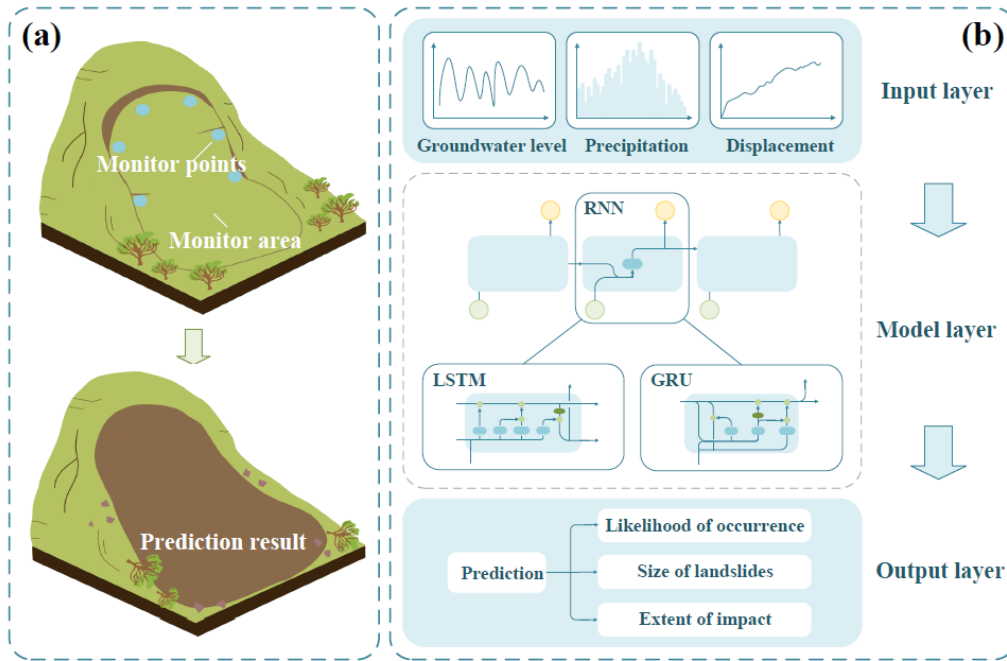 (a)
Monitor points
Monitor area
Prediction result
(b)
Groundwater level
Precipitation
Displacement
Input layer
RNN
LSTM
GRU
Model layer
Prediction
Likelihood of occurrence
Size of landslides
Extent of impact
Output layer